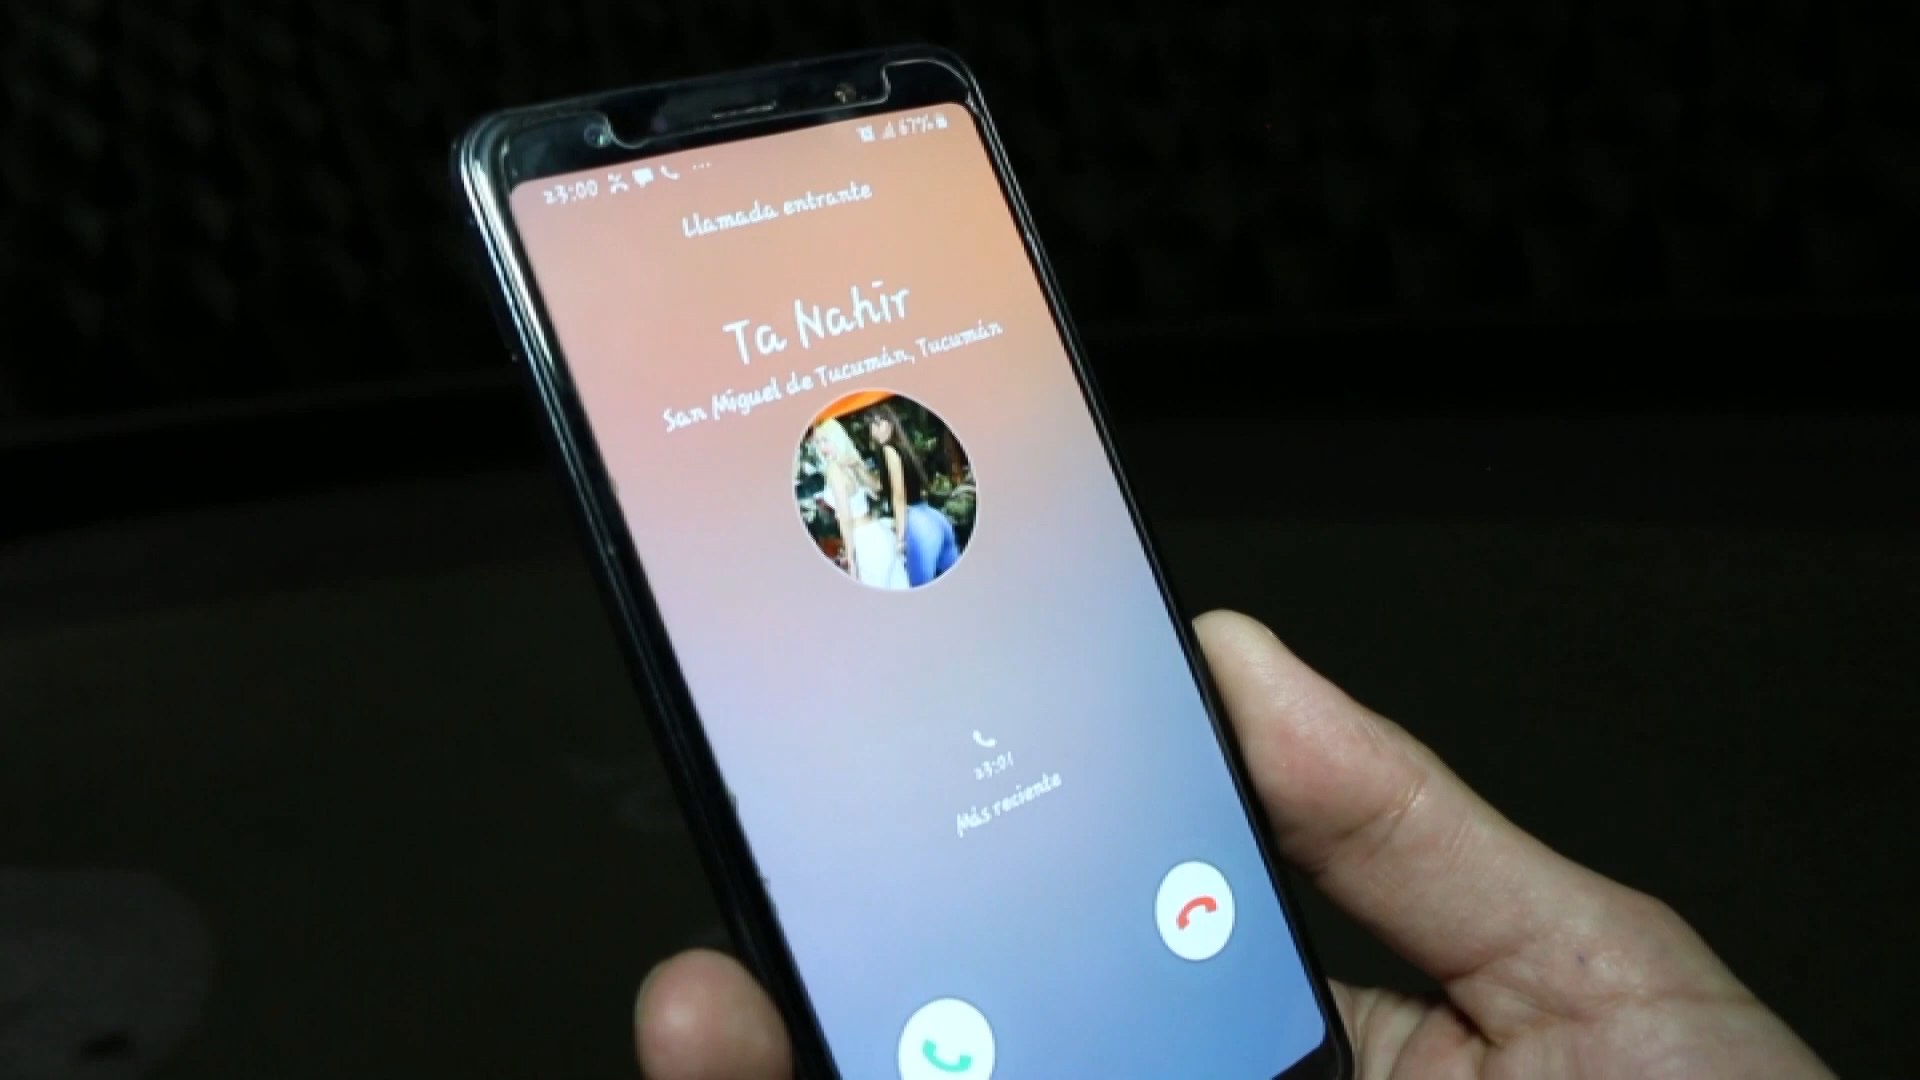 23:00 ... 67%
Llamada entrante
Ta Nahir
San Miguel de Tucumán, Tucumán
23:01
Más reciente